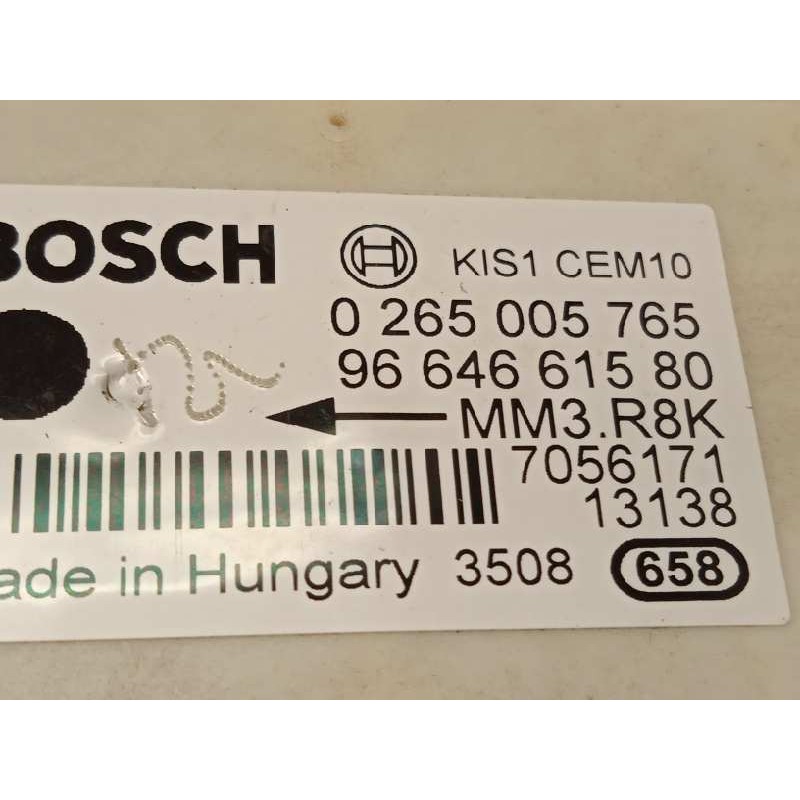 BOSCH KIS1 CEM10
0 265 005 765
96 646 615 80
MM3.R8K
7056171
13138
ade in Hungary 3508 658